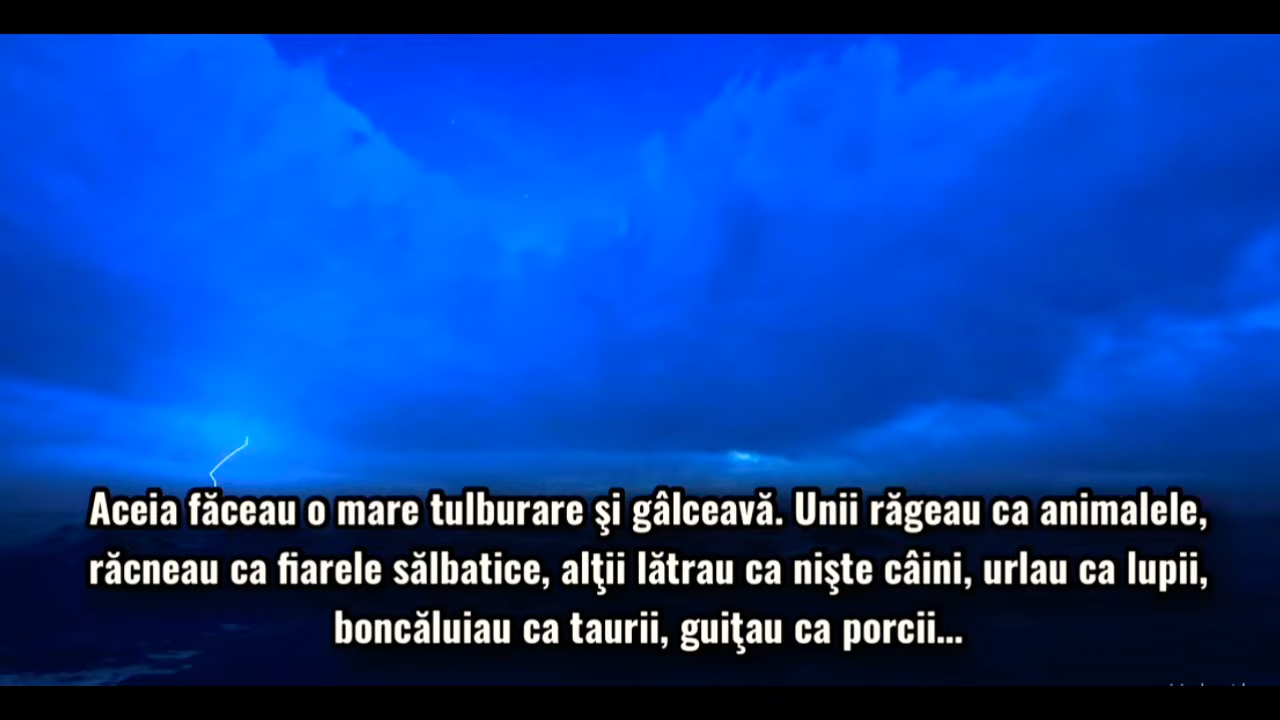 Aceia făceau o mare tulburare şi gâlceavă. Unii răgeau ca animalele,
răcneau ca fiarele sălbatice, alţii lătrau ca nişte câini, urlau ca lupii,
boncăluiau ca taurii, guiţau ca porcii...